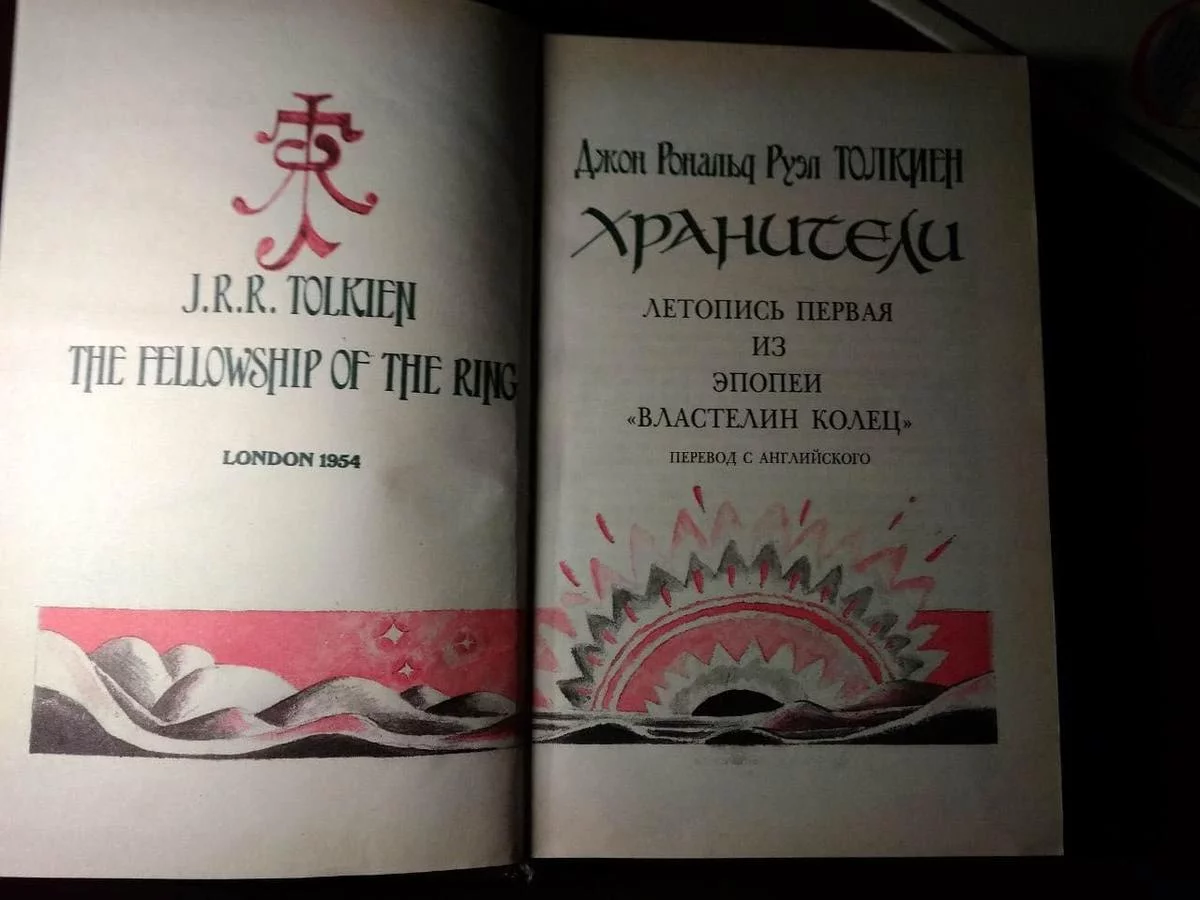 J.R.R. TOLKIEN
THE FELLOWSHIP OF THE RING
LONDON 1954
Джон Рональд Руэл ТОЛКИЕН
ХРАНИТЕЛИ
ЛЕТОПИСЬ ПЕРВАЯ
ИЗ
ЭПОПЕИ
«ВЛАСТЕЛИН КОЛЕЦ»
ПЕРЕВОД С АНГЛИЙСКОГО